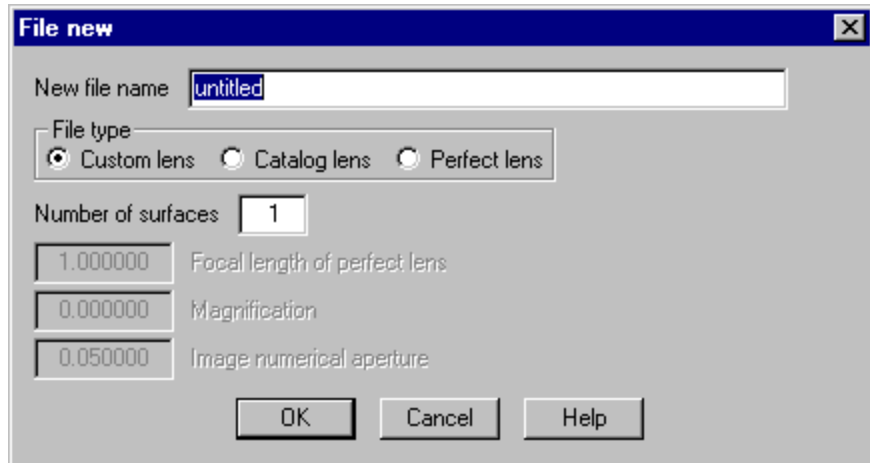 File new
New file name untitled
File type
Custom lens Catalog lens Perfect lens
Number of surfaces 1
1.000000 Focal length of perfect lens
0.000000 Magnification
0.050000 Image numerical aperture
OK Cancel Help